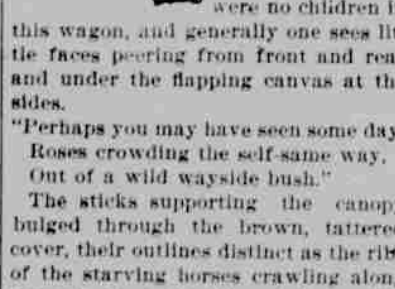 were no children i
this wagon, and generally one sees lit
tle faces peering from front and rea
and under the flapping canvas at th
sides.
"Perhaps you may have seen some day
Roses crowding the self-same way,
Out of a wild wayside bush."
The sticks supporting the canop
bulged through the brown, tattere
cover, their outlines distinct as the rib
of the starving horses crawling alon